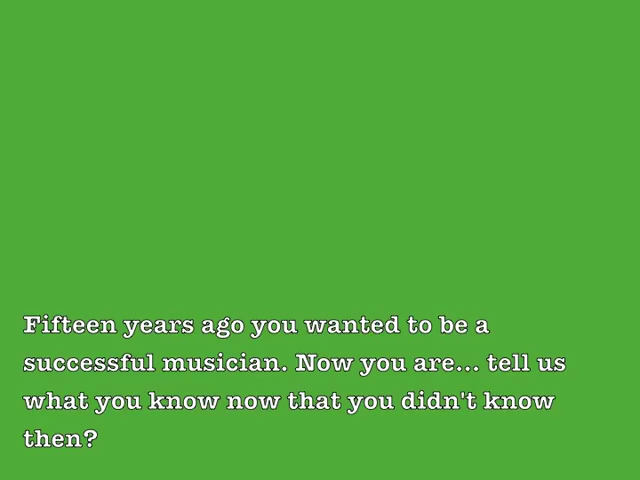 Fifteen years ago you wanted to be a
successful musician. Now you are... tell us
what you know now that you didn't know
then?